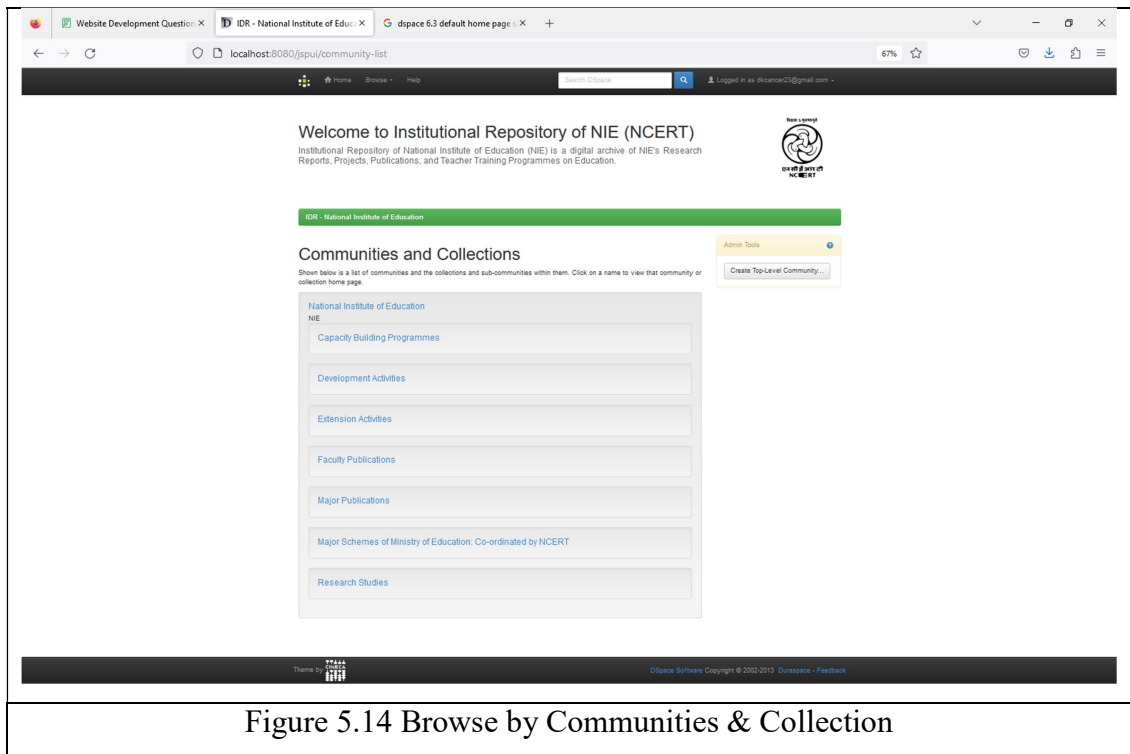 Website Development Question
IDR - National Institute of Educ
dspace 6.3 default home page s
localhost:8080/jspui/community-list
67%
Home Browse Help
Search DSpace
Logged in as dkcancer23@gmail.com
Welcome to Institutional Repository of NIE (NCERT)
Institutional Repository of National Institute of Education (NIE) is a digital archive of NIE's Research
Reports, Projects, Publications, and Teacher Training Programmes on Education.
एन सी ई आर टी
NCERT
IDR - National Institute of Education
Communities and Collections
Shown below is a list of communities and the collections and sub-communities within them. Click on a name to view that community or
collection home page.
Admin Tools
Create Top-Level Community...
National Institute of Education
NIE
Capacity Building Programmes
Development Activities
Extension Activities
Faculty Publications
Major Publications
Major Schemes of Ministry of Education: Co-ordinated by NCERT
Research Studies
Theme by CINECA
DSpace Software Copyright © 2002-2013 Duraspace - Feedback
Figure 5.14 Browse by Communities & Collection